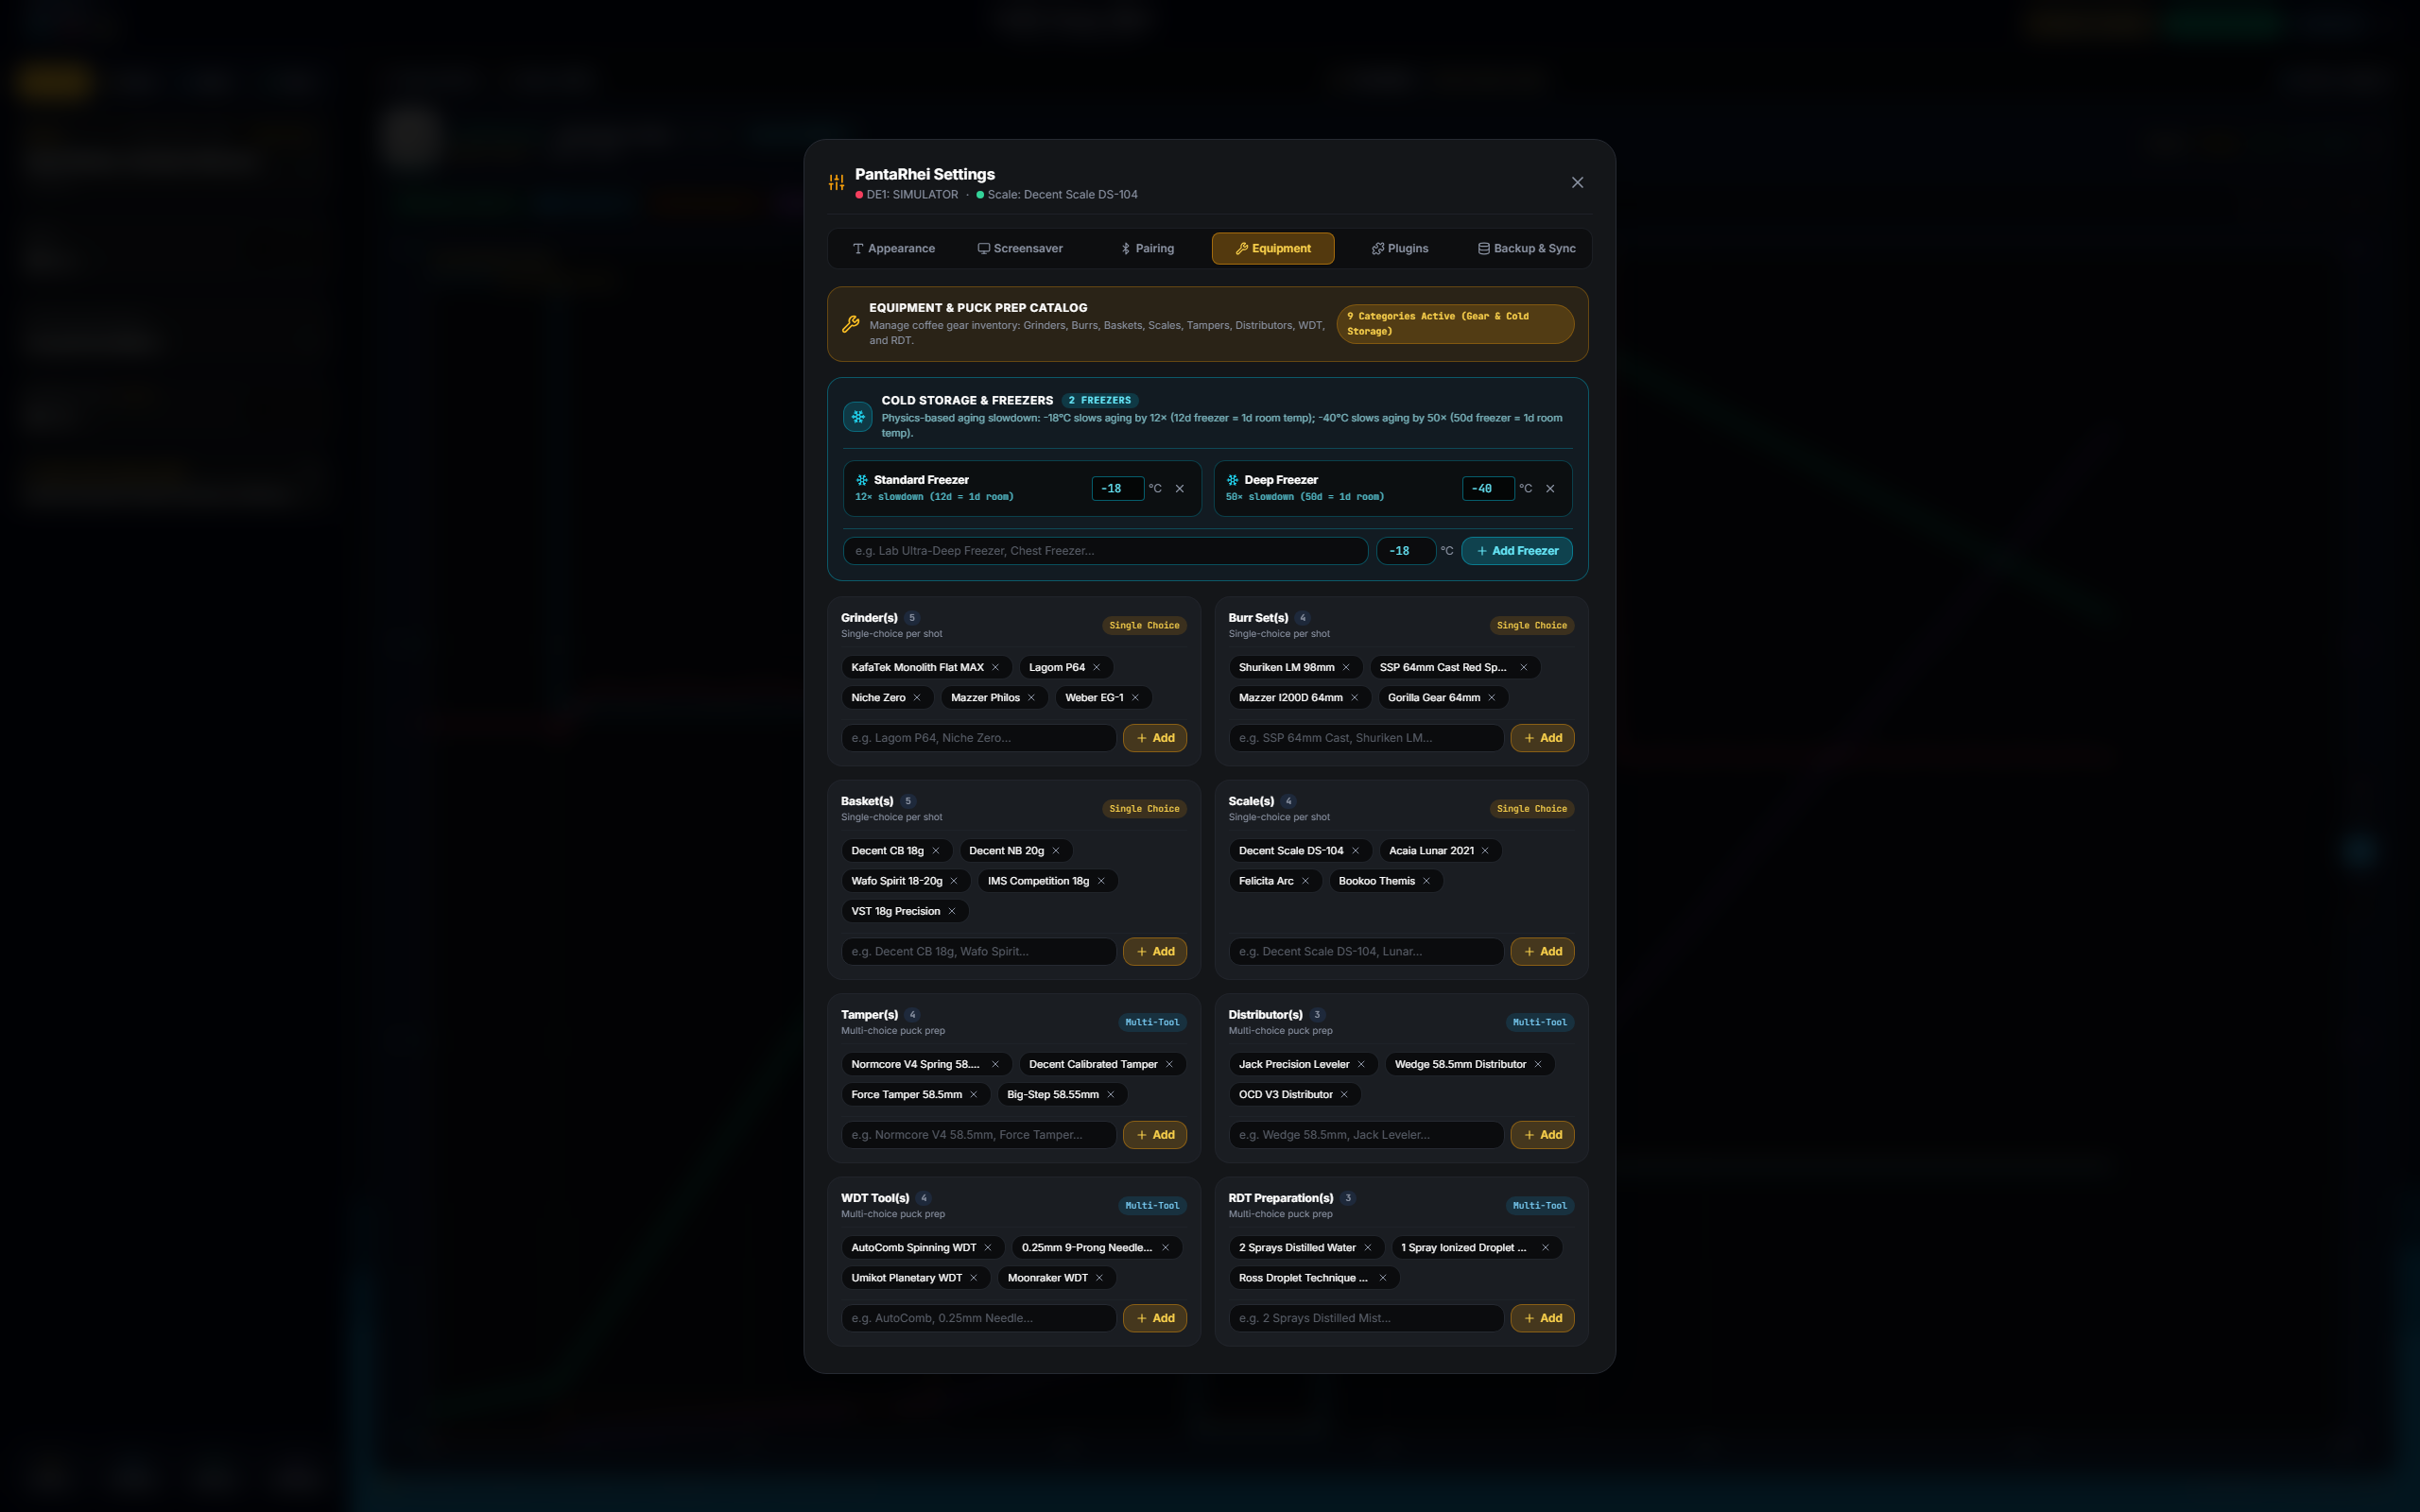 PantaRhei Settings
DE1: SIMULATOR · Scale: Decent Scale DS-104
Appearance Screensaver Pairing Equipment Plugins Backup & Sync
EQUIPMENT & PUCK PREP CATALOG
Manage coffee gear inventory: Grinders, Burrs, Baskets, Scales, Tampers, Distributors, WDT,
and RDT.
9 Categories Active (Gear & Cold
Storage)
COLD STORAGE & FREEZERS 2 FREEZERS
Physics-based aging slowdown: -18°C slows aging by 12× (12d freezer = 1d room temp); -40°C slows aging by 50× (50d freezer = 1d room
temp).
Standard Freezer
12× slowdown (12d = 1d room)
-18 °C
Deep Freezer
50× slowdown (50d = 1d room)
-40 °C
e.g. Lab Ultra-Deep Freezer, Chest Freezer... -18 °C + Add Freezer
Grinder(s) 5
Single-choice per shot
Single Choice
KafaTek Monolith Flat MAX × Lagom P64 ×
Niche Zero × Mazzer Philos × Weber EG-1 ×
e.g. Lagom P64, Niche Zero... + Add
Burr Set(s) 4
Single-choice per shot
Single Choice
Shuriken LM 98mm × SSP 64mm Cast Red Sp... ×
Mazzer I200D 64mm × Gorilla Gear 64mm ×
e.g. SSP 64mm Cast, Shuriken LM... + Add
Basket(s) 5
Single-choice per shot
Single Choice
Decent CB 18g × Decent NB 20g ×
Wafo Spirit 18-20g × IMS Competition 18g ×
VST 18g Precision ×
e.g. Decent CB 18g, Wafo Spirit... + Add
Scale(s) 4
Single-choice per shot
Single Choice
Decent Scale DS-104 × Acaia Lunar 2021 ×
Felicita Arc × Bookoo Themis ×
e.g. Decent Scale DS-104, Lunar... + Add
Tamper(s) 4
Multi-choice puck prep
Multi-Tool
Normcore V4 Spring 58.... × Decent Calibrated Tamper ×
Force Tamper 58.5mm × Big-Step 58.55mm ×
e.g. Normcore V4 58.5mm, Force Tamper... + Add
Distributor(s) 3
Multi-choice puck prep
Multi-Tool
Jack Precision Leveler × Wedge 58.5mm Distributor ×
OCD V3 Distributor ×
e.g. Wedge 58.5mm, Jack Leveler... + Add
WDT Tool(s) 4
Multi-choice puck prep
Multi-Tool
AutoComb Spinning WDT × 0.25mm 9-Prong Needle... ×
Umikot Planetary WDT × Moonraker WDT ×
e.g. AutoComb, 0.25mm Needle... + Add
RDT Preparation(s) 3
Multi-choice puck prep
Multi-Tool
2 Sprays Distilled Water × 1 Spray Ionized Droplet ... ×
Ross Droplet Technique ... ×
e.g. 2 Sprays Distilled Mist... + Add